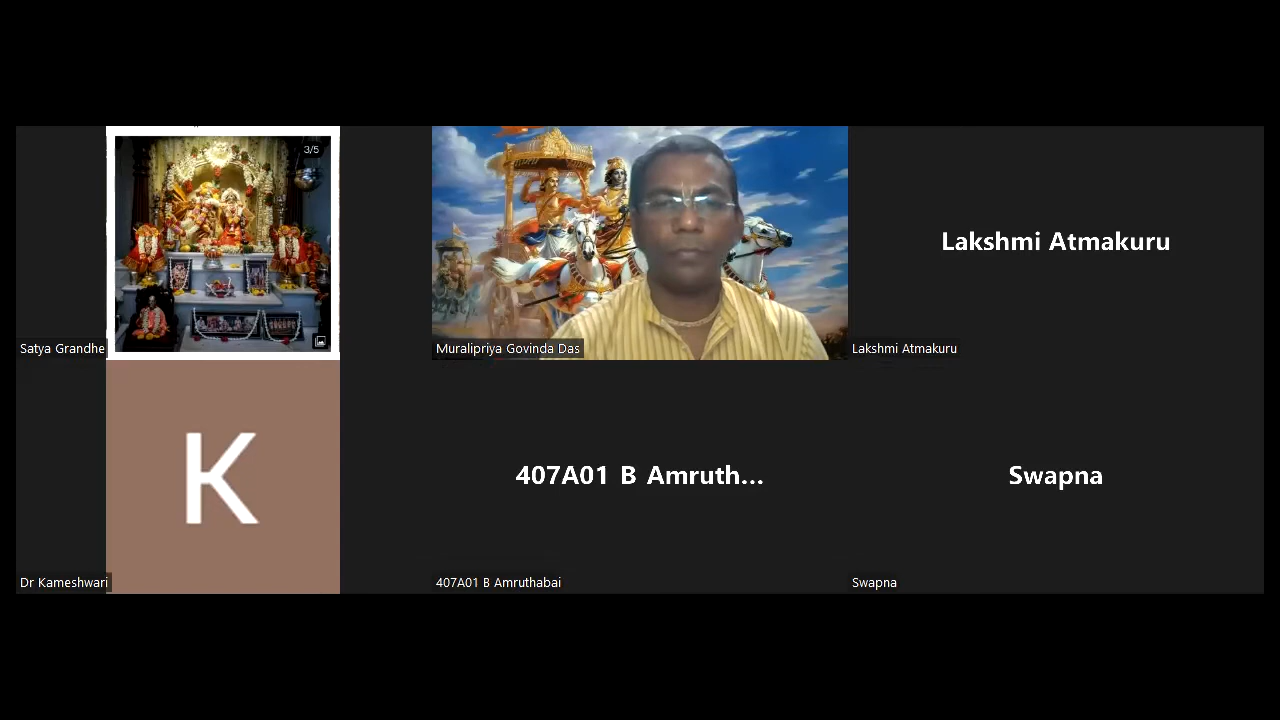 3/5
Satya Grandhe
Muralipriya Govinda Das
Lakshmi Atmakuru
Lakshmi Atmakuru
K
Dr Kameshwari
407A01 B Amruth...
407A01 B Amruthabai
Swapna
Swapna